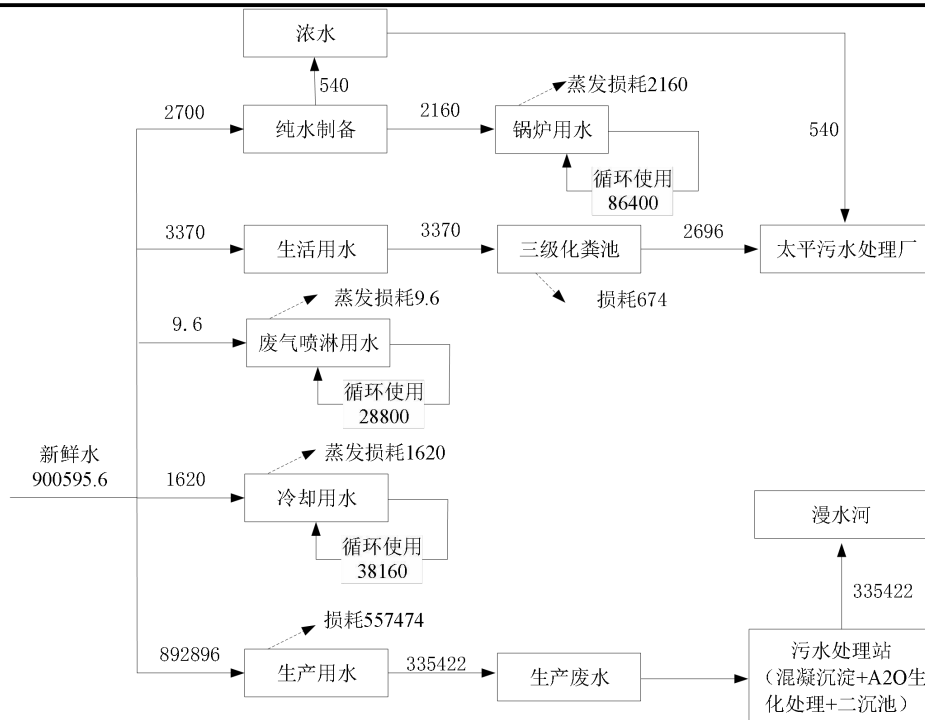 浓水
540
蒸发损耗2160
2700
纯水制备
2160
锅炉用水
540
循环使用
86400
3370
生活用水
3370
三级化粪池
2696
太平污水处理厂
损耗674
蒸发损耗9.6
9.6
废气喷淋用水
循环使用
28800
新鲜水
900595.6
蒸发损耗1620
1620
冷却用水
循环使用
38160
漫水河
335422
损耗557474
892896
生产用水
335422
生产废水
污水处理站
（混凝沉淀+A2O生
化处理+二沉池）